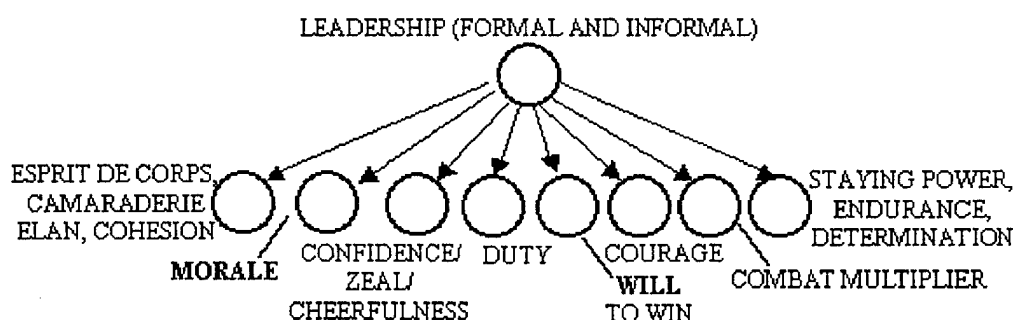 LEADERSHIP (FORMAL AND INFORMAL)
ESPRIT DE CORPS,
CAMARADERIE
ELAN, COHESION
MORALE
CONFIDENCE/
ZEAL/
CHEERFULNESS
DUTY
WILL
TO WIN
COURAGE
COMBAT MULTIPLIER
STAYING POWER,
ENDURANCE,
DETERMINATION